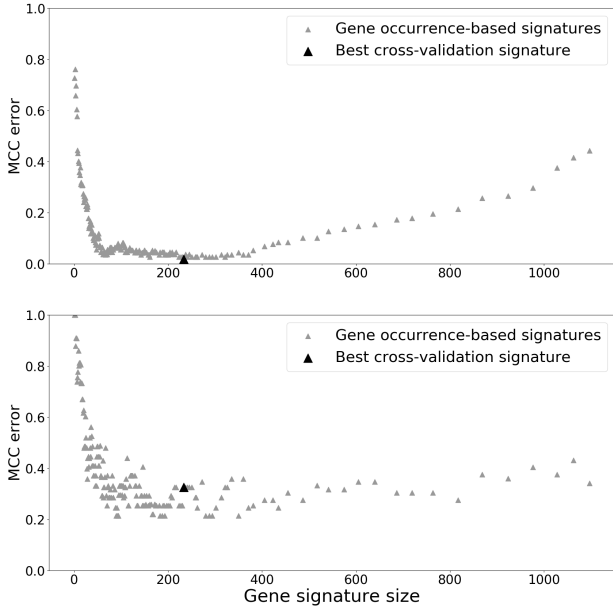 1.0
Gene occurrence-based signatures
Best cross-validation signature
0.8
0.6
MCC error
0.4
0.2
0.0
0 200 400 600 800 1000
1.0
Gene occurrence-based signatures
Best cross-validation signature
0.8
0.6
MCC error
0.4
0.2
0.0
0 200 400 600 800 1000
Gene signature size